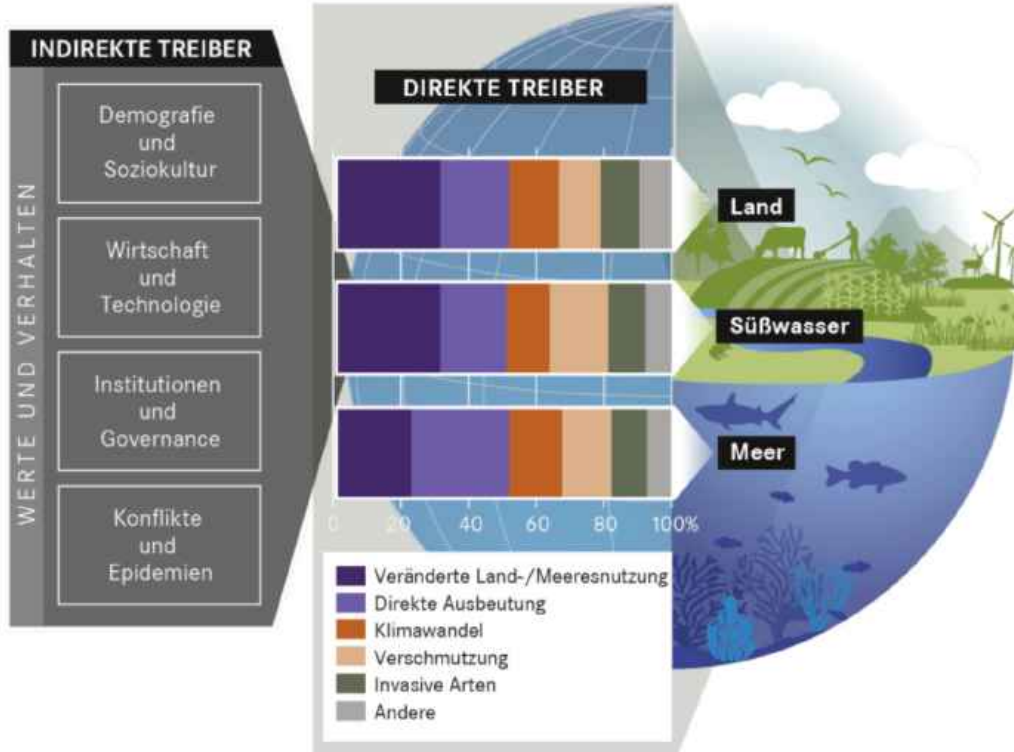 INDIREKTE TREIBER
WERTE UND VERHALTEN
Demografie
und
Soziokultur
Wirtschaft
und
Technologie
Institutionen
und
Governance
Konflikte
und
Epidemien
DIREKTE TREIBER
Land
Süßwasser
Meer
0 20 40 60 80 100%
Veränderte Land-/Meeresnutzung
Direkte Ausbeutung
Klimawandel
Verschmutzung
Invasive Arten
Andere